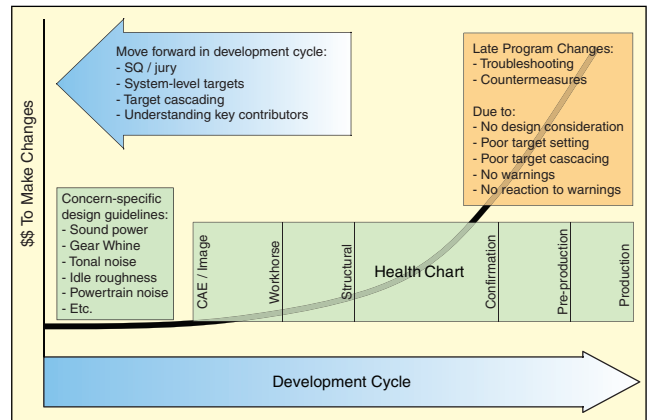 Move forward in development cycle:
- SQ / jury
- System-level targets
- Target cascading
- Understanding key contributors
Late Program Changes:
- Troubleshooting
- Countermeasures
Due to:
- No design consideration
- Poor target setting
- Poor target cascacing
- No warnings
- No reaction to warnings
$$ To Make Changes
Concern-specific
design guidelines:
- Sound power
- Gear Whine
- Tonal noise
- Idle roughness
- Powertrain noise
- Etc.
CAE / Image
Workhorse
Structural
Health Chart
Confirmation
Pre-production
Production
Development Cycle